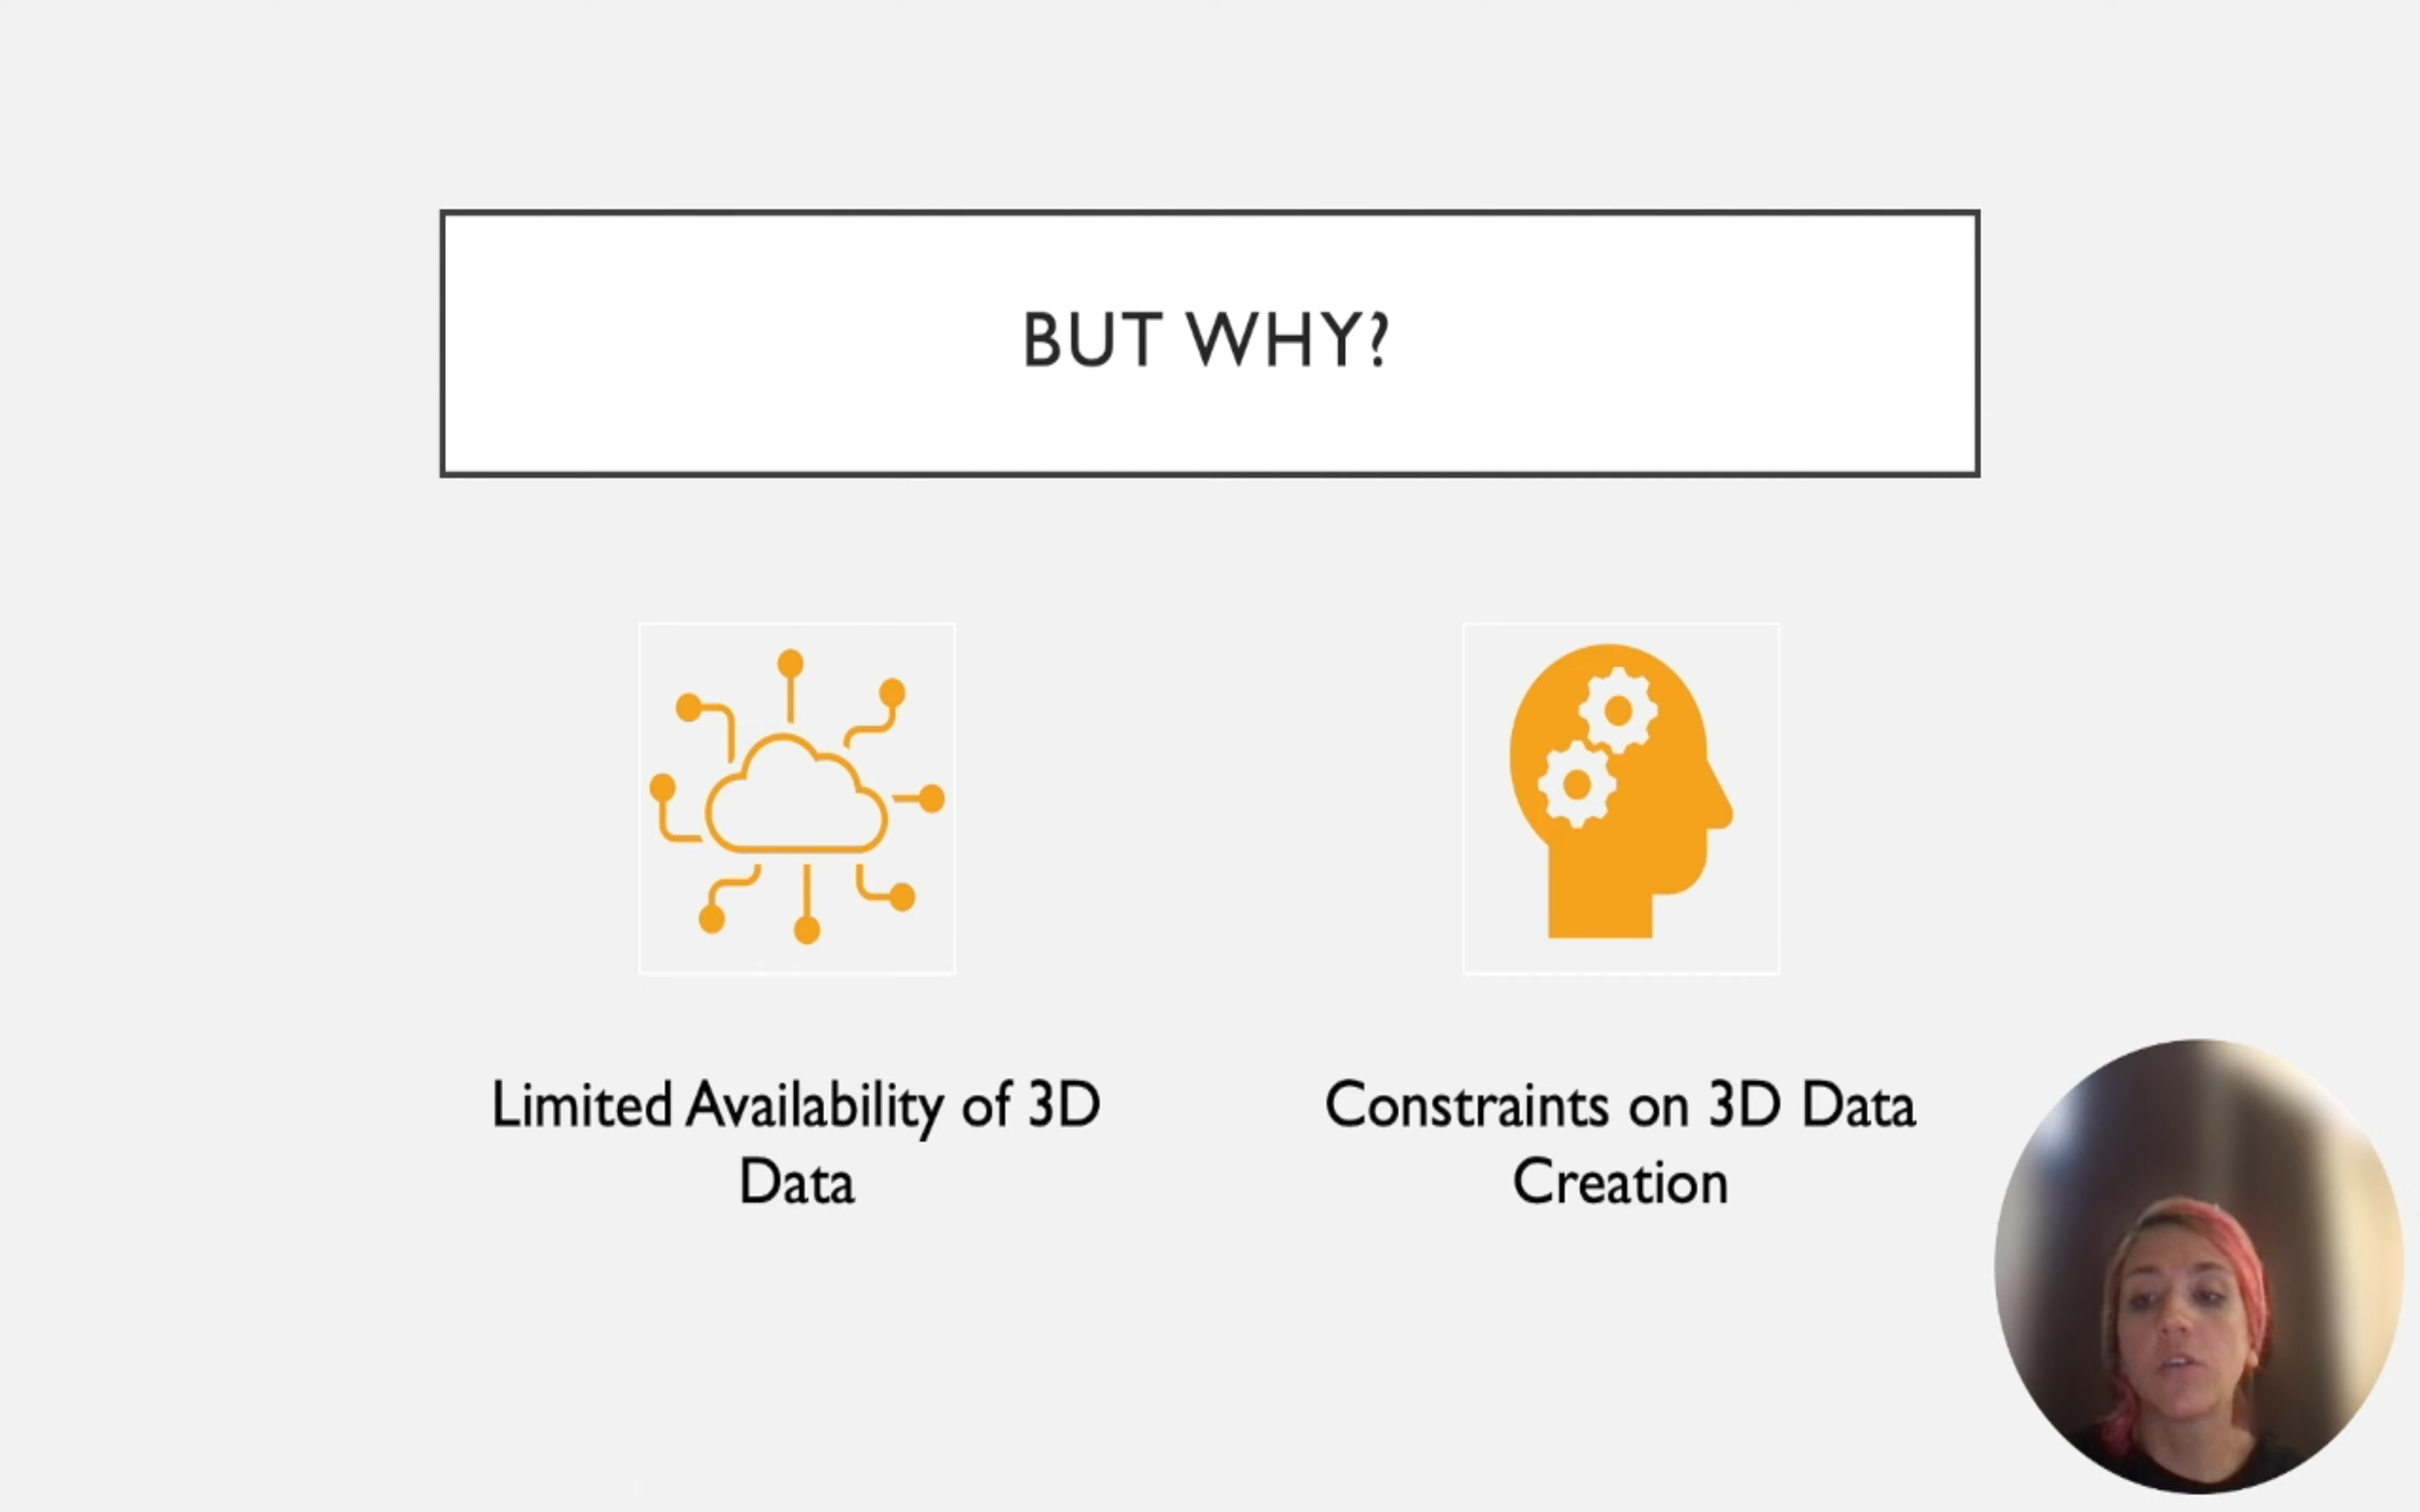 BUT WHY?
Limited Availability of 3D
Data
Constraints on 3D Data
Creation